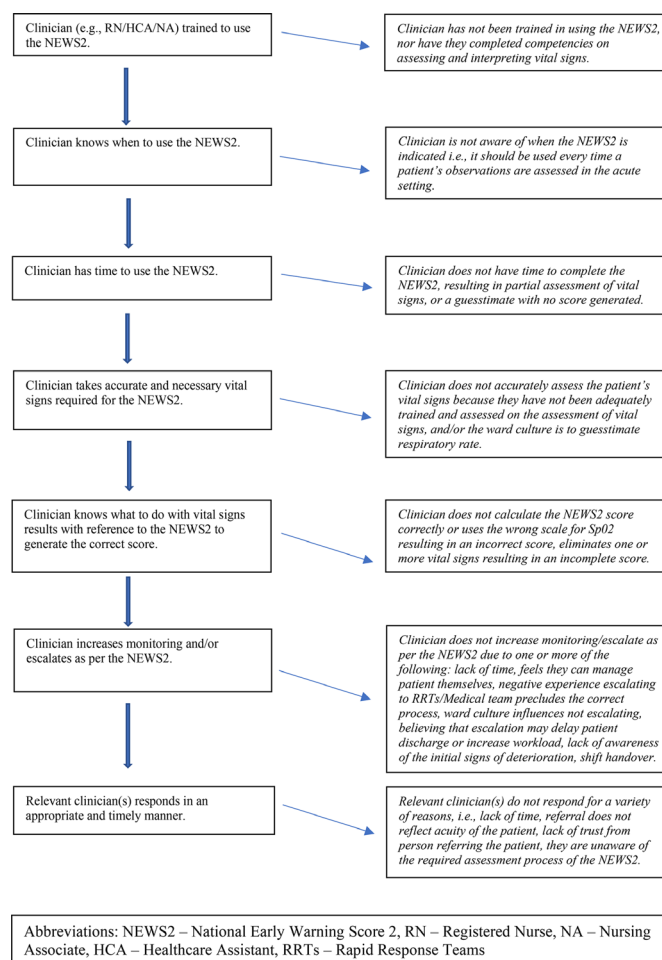 Clinician (e.g., RN/HCA/NA) trained to use
the NEWS2.
Clinician has not been trained in using the NEWS2,
nor have they completed competencies on
assessing and interpreting vital signs.
Clinician knows when to use the NEWS2.
Clinician is not aware of when the NEWS2 is
indicated i.e., it should be used every time a
patient's observations are assessed in the acute
setting.
Clinician has time to use the NEWS2.
Clinician does not have time to complete the
NEWS2, resulting in partial assessment of vital
signs, or a guesstimate with no score generated.
Clinician takes accurate and necessary vital
signs required for the NEWS2.
Clinician does not accurately assess the patient's
vital signs because they have not been adequately
trained and assessed on the assessment of vital
signs, and/or the ward culture is to guesstimate
respiratory rate.
Clinician knows what to do with vital signs
results with reference to the NEWS2 to
generate the correct score.
Clinician does not calculate the NEWS2 score
correctly or uses the wrong scale for Sp02
resulting in an incorrect score, eliminates one or
more vital signs resulting in an incomplete score.
Clinician increases monitoring and/or
escalates as per the NEWS2.
Clinician does not increase monitoring/escalate as
per the NEWS2 due to one or more of the
following: lack of time, feels they can manage
patient themselves, negative experience escalating
to RRTs/Medical team precludes the correct
process, ward culture influences not escalating,
believing that escalation may delay patient
discharge or increase workload, lack of awareness
of the initial signs of deterioration, shift handover.
Relevant clinician(s) responds in an
appropriate and timely manner.
Relevant clinician(s) do not respond for a variety
of reasons, i.e., lack of time, referral does not
reflect acuity of the patient, lack of trust from
person referring the patient, they are unaware of
the required assessment process of the NEWS2.
Abbreviations: NEWS2 – National Early Warning Score 2, RN – Registered Nurse, NA – Nursing
Associate, HCA – Healthcare Assistant, RRTs – Rapid Response Teams